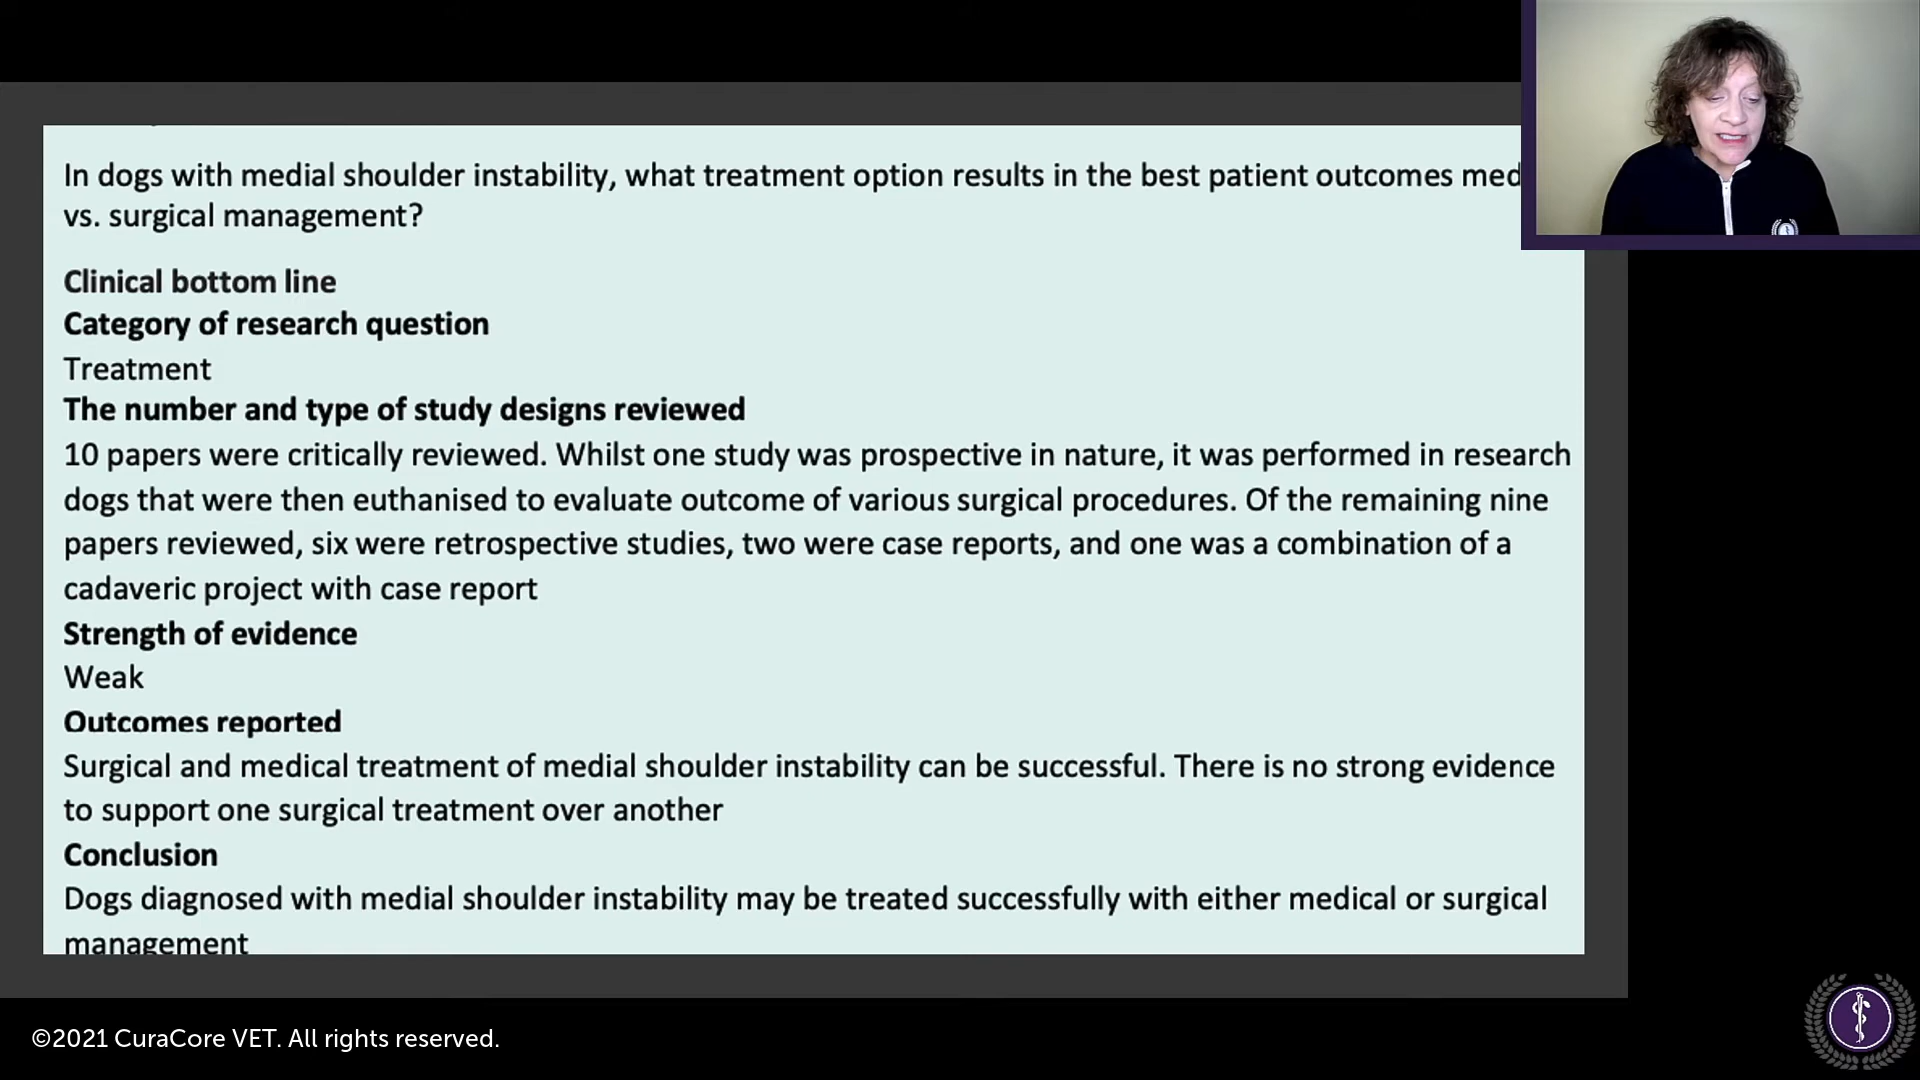 In dogs with medial shoulder instability, what treatment option results in the best patient outcomes
vs. surgical management?
Clinical bottom line
Category of research question
Treatment
The number and type of study designs reviewed
10 papers were critically reviewed. Whilst one study was prospective in nature, it was performed in research
dogs that were then euthanised to evaluate outcome of various surgical procedures. Of the remaining nine
papers reviewed, six were retrospective studies, two were case reports, and one was a combination of a
cadaveric project with case report
Strength of evidence
Weak
Outcomes reported
Surgical and medical treatment of medial shoulder instability can be successful. There is no strong evidence
to support one surgical treatment over another
Conclusion
Dogs diagnosed with medial shoulder instability may be treated successfully with either medical or surgical
management
©2021 CuraCore VET. All rights reserved.